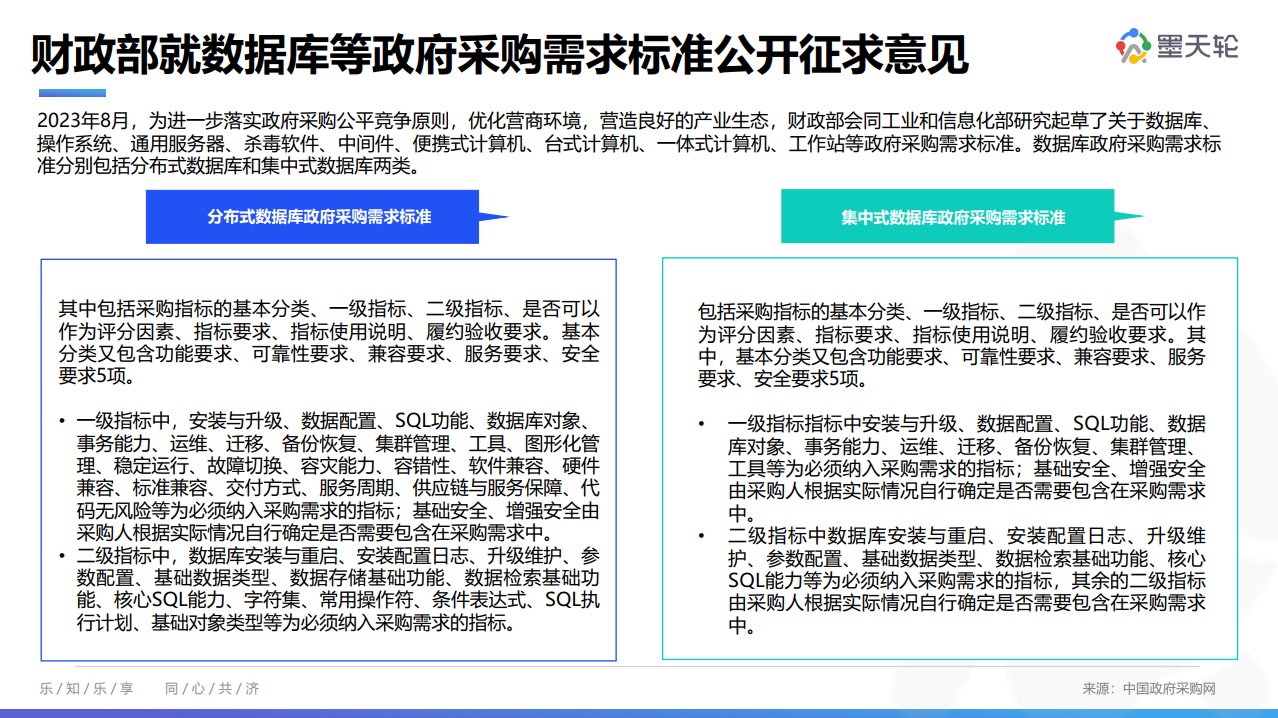 财政部就数据库等政府采购需求标准公开征求意见
墨天轮
2023年8月，为进一步落实政府采购公平竞争原则，优化营商环境，营造良好的产业生态，财政部会同工业和信息化部研究起草了关于数据库、
操作系统、通用服务器、杀毒软件、中间件、便携式计算机、台式计算机、一体式计算机、工作站等政府采购需求标准。数据库政府采购需求标
准分别包括分布式数据库和集中式数据库两类。
分布式数据库政府采购需求标准
其中包括采购指标的基本分类、一级指标、二级指标、是否可以
作为评分因素、指标要求、指标使用说明、履约验收要求。基本
分类又包含功能要求、可靠性要求、兼容要求、服务要求、安全
要求5项。
• 一级指标中，安装与升级、数据配置、SQL功能、数据库对象、
事务能力、运维、迁移、备份恢复、集群管理、工具、图形化管
理、稳定运行、故障切换、容灾能力、容错性、软件兼容、硬件
兼容、标准兼容、交付方式、服务周期、供应链与服务保障、代
码无风险等为必须纳入采购需求的指标；基础安全、增强安全由
采购人根据实际情况自行确定是否需要包含在采购需求中。
• 二级指标中，数据库安装与重启、安装配置日志、升级维护、参
数配置、基础数据类型、数据存储基础功能、数据检索基础功
能、核心SQL能力、字符集、常用操作符、条件表达式、SQL执
行计划、基础对象类型等为必须纳入采购需求的指标。
集中式数据库政府采购需求标准
包括采购指标的基本分类、一级指标、二级指标、是否可以作
为评分因素、指标要求、指标使用说明、履约验收要求。其
中，基本分类又包含功能要求、可靠性要求、兼容要求、服务
要求、安全要求5项。
• 一级指标指标中安装与升级、数据配置、SQL功能、数据
库对象、事务能力、运维、迁移、备份恢复、集群管理、
工具等为必须纳入采购需求的指标；基础安全、增强安全
由采购人根据实际情况自行确定是否需要包含在采购需求
中。
• 二级指标中数据库安装与重启、安装配置日志、升级维
护、参数配置、基础数据类型、数据检索基础功能、核心
SQL能力等为必须纳入采购需求的指标，其余的二级指标
由采购人根据实际情况自行确定是否需要包含在采购需求
中。
乐/知/乐/享 同/心/共/济
来源：中国政府采购网